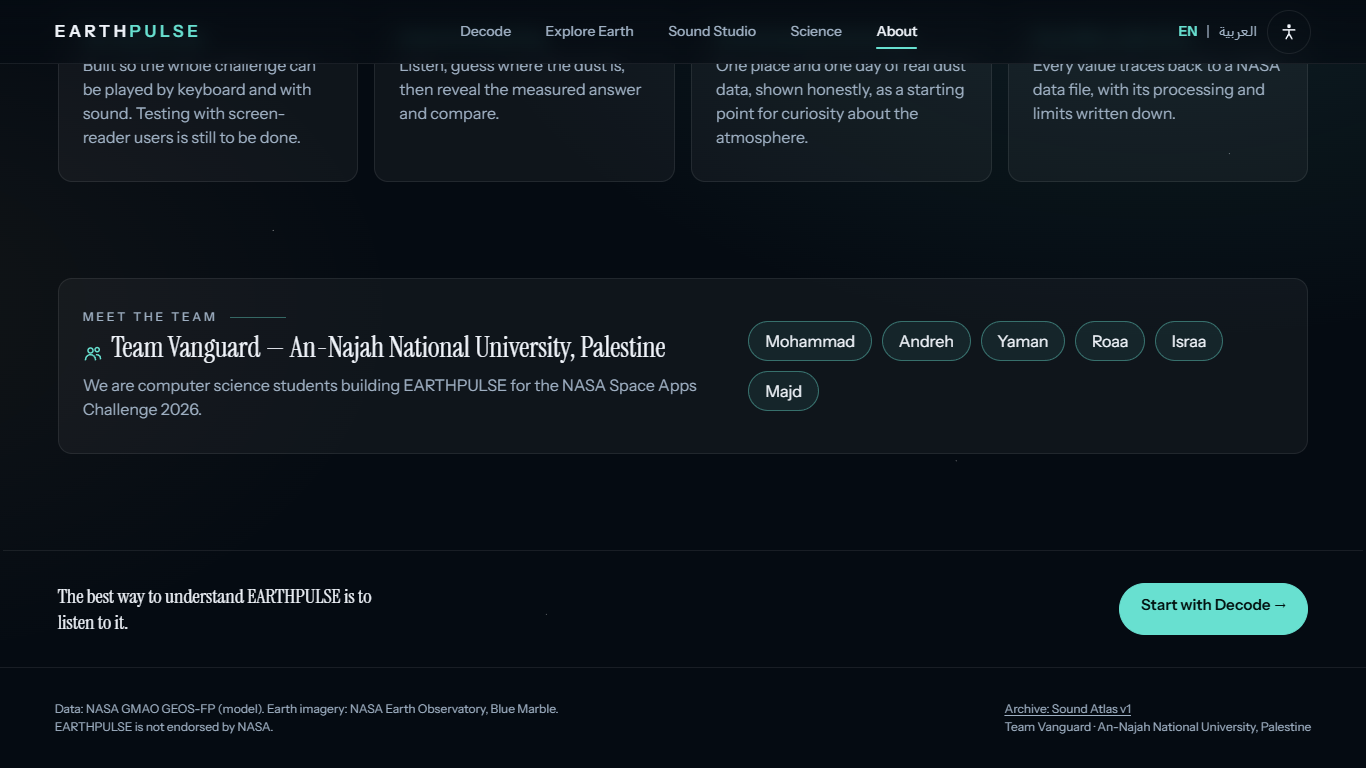 EARTHPULSE
Decode
Explore Earth
Sound Studio
Science
About
EN | العربية
Built so the whole challenge can
be played by keyboard and with
sound. Testing with screen-
reader users is still to be done.
Listen, guess where the dust is,
then reveal the measured answer
and compare.
One place and one day of real dust
data, shown honestly, as a starting
point for curiosity about the
atmosphere.
Every value traces back to a NASA
data file, with its processing and
limits written down.
MEET THE TEAM
Team Vanguard — An-Najah National University, Palestine
We are computer science students building EARTHPULSE for the NASA Space Apps
Challenge 2026.
Mohammad
Andreh
Yaman
Roaa
Israa
Majd
The best way to understand EARTHPULSE is to
listen to it.
Start with Decode →
Data: NASA GMAO GEOS-FP (model). Earth imagery: NASA Earth Observatory, Blue Marble.
EARTHPULSE is not endorsed by NASA.
Archive: Sound Atlas v1
Team Vanguard · An-Najah National University, Palestine